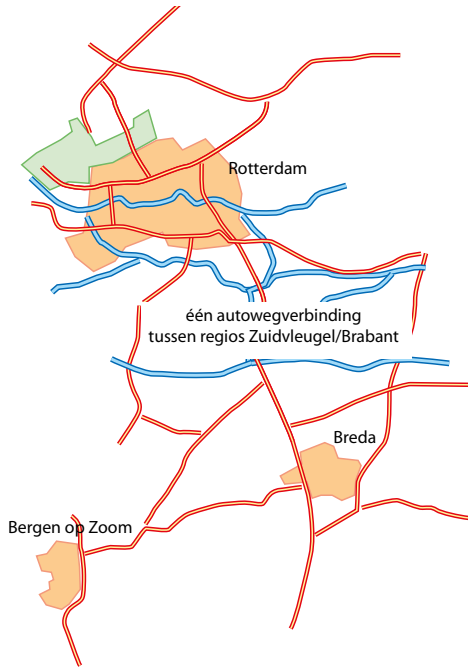 Rotterdam
één autowegverbinding
tussen regios Zuidvleugel/Brabant
Breda
Bergen op Zoom